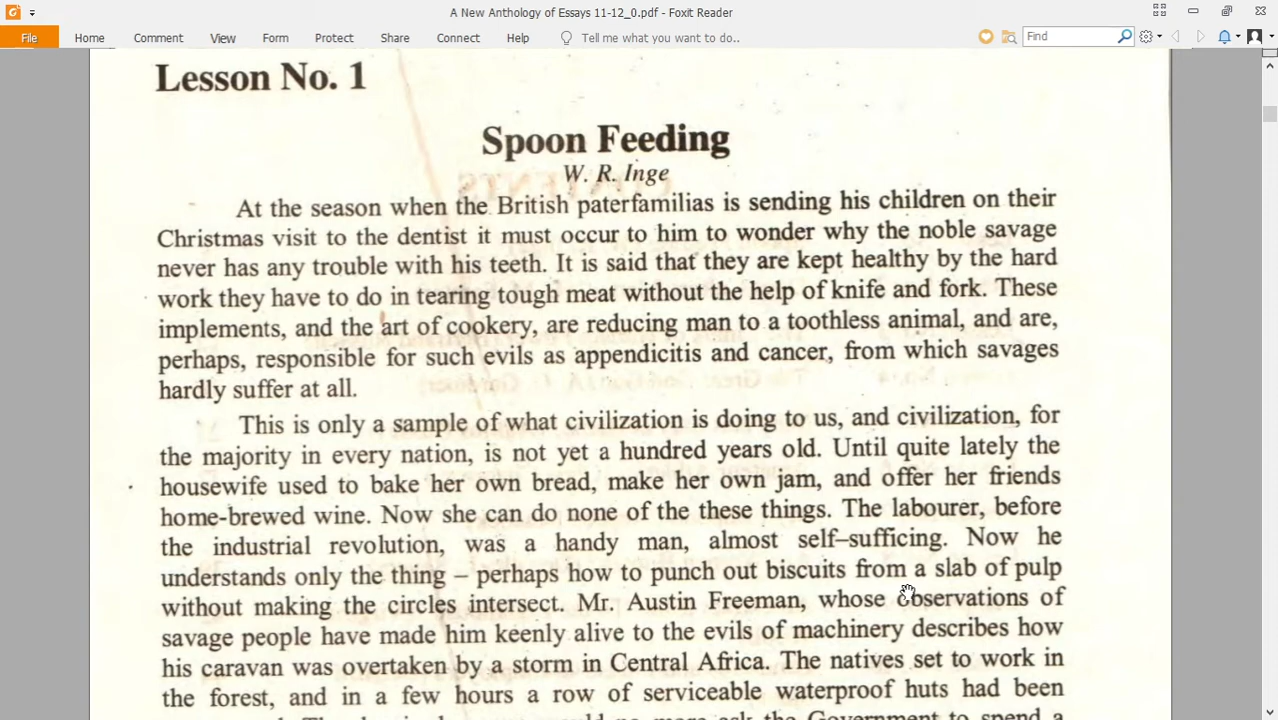 A New Anthology of Essays 11-12_0.pdf - Foxit Reader
File Home Comment View Form Protect Share Connect Help Tell me what you want to do.. Find
Lesson No. 1
Spoon Feeding
W. R. Inge
At the season when the British paterfamilias is sending his children on their
Christmas visit to the dentist it must occur to him to wonder why the noble savage
never has any trouble with his teeth. It is said that they are kept healthy by the hard
work they have to do in tearing tough meat without the help of knife and fork. These
implements, and the art of cookery, are reducing man to a toothless animal, and are,
perhaps, responsible for such evils as appendicitis and cancer, from which savages
hardly suffer at all.
This is only a sample of what civilization is doing to us, and civilization, for
the majority in every nation, is not yet a hundred years old. Until quite lately the
housewife used to bake her own bread, make her own jam, and offer her friends
home-brewed wine. Now she can do none of the these things. The labourer, before
the industrial revolution, was a handy man, almost self–sufficing. Now he
understands only the thing – perhaps how to punch out biscuits from a slab of pulp
without making the circles intersect. Mr. Austin Freeman, whose observations of
savage people have made him keenly alive to the evils of machinery describes how
his caravan was overtaken by a storm in Central Africa. The natives set to work in
the forest, and in a few hours a row of serviceable waterproof huts had been